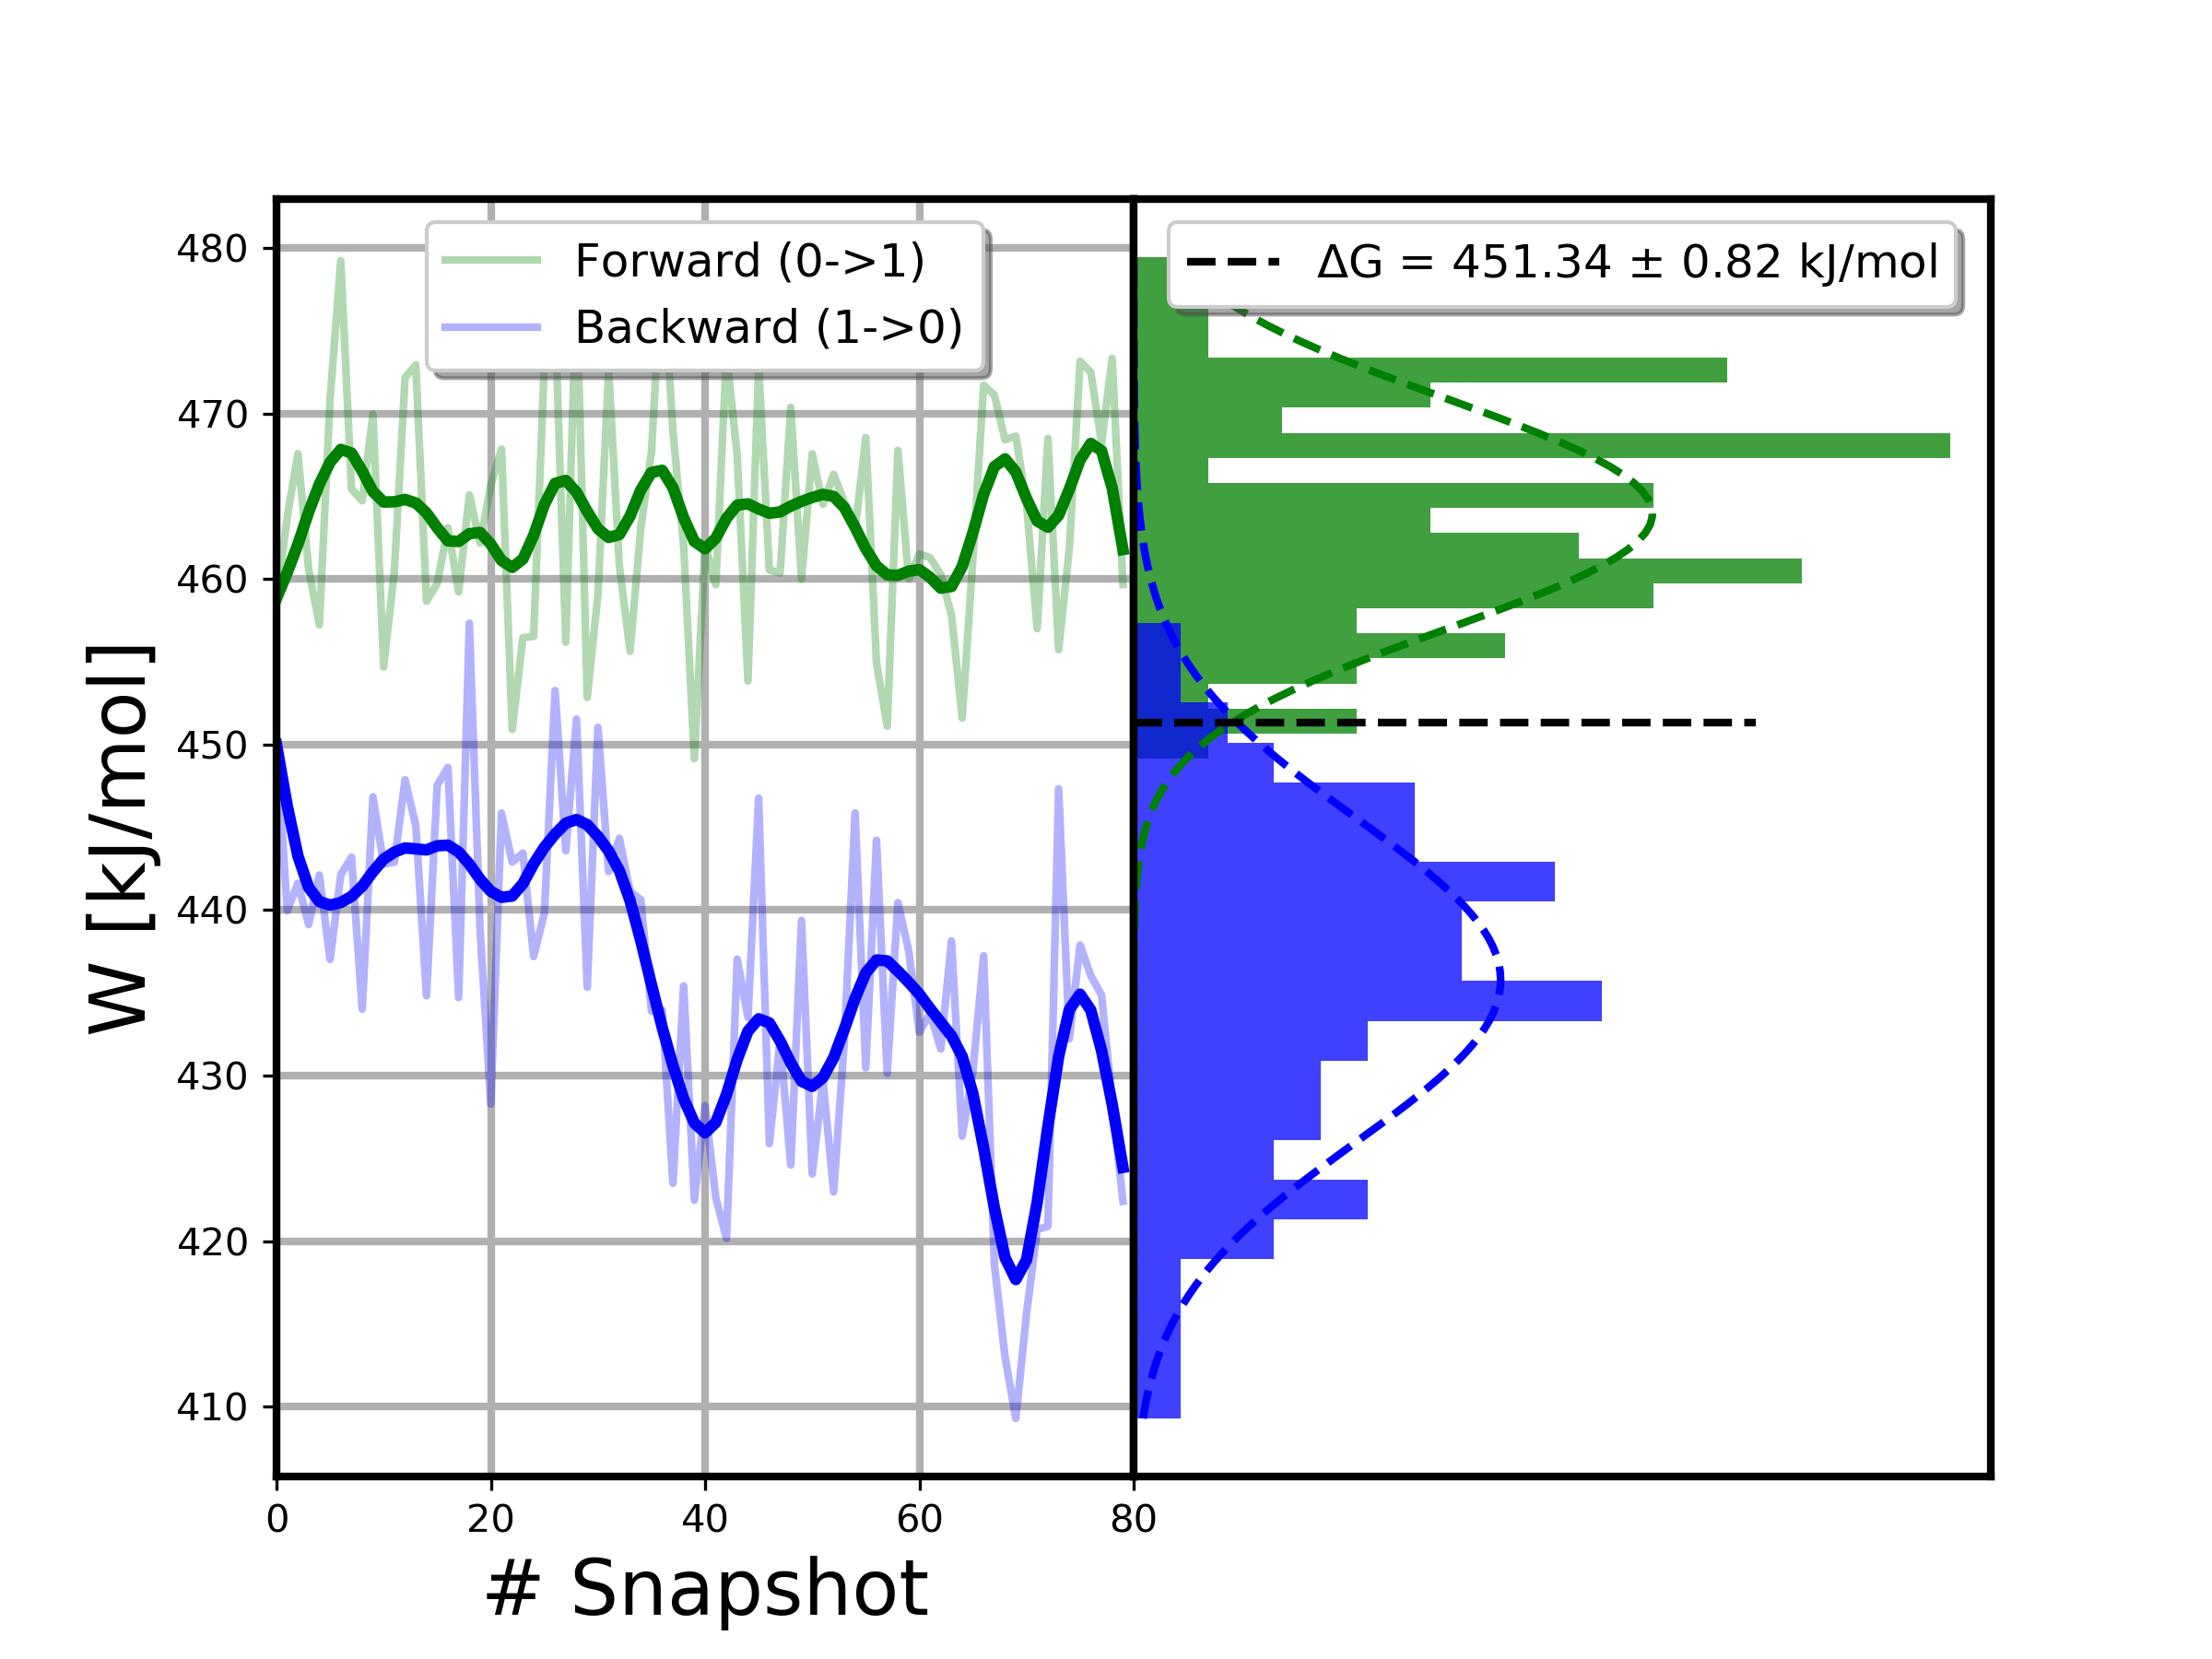 Forward (0->1)
Backward (1->0)
ΔG = 451.34 ± 0.82 kJ/mol
480
470
460
450
440
430
420
410
W [kJ/mol]
0 20 40 60 80
# Snapshot